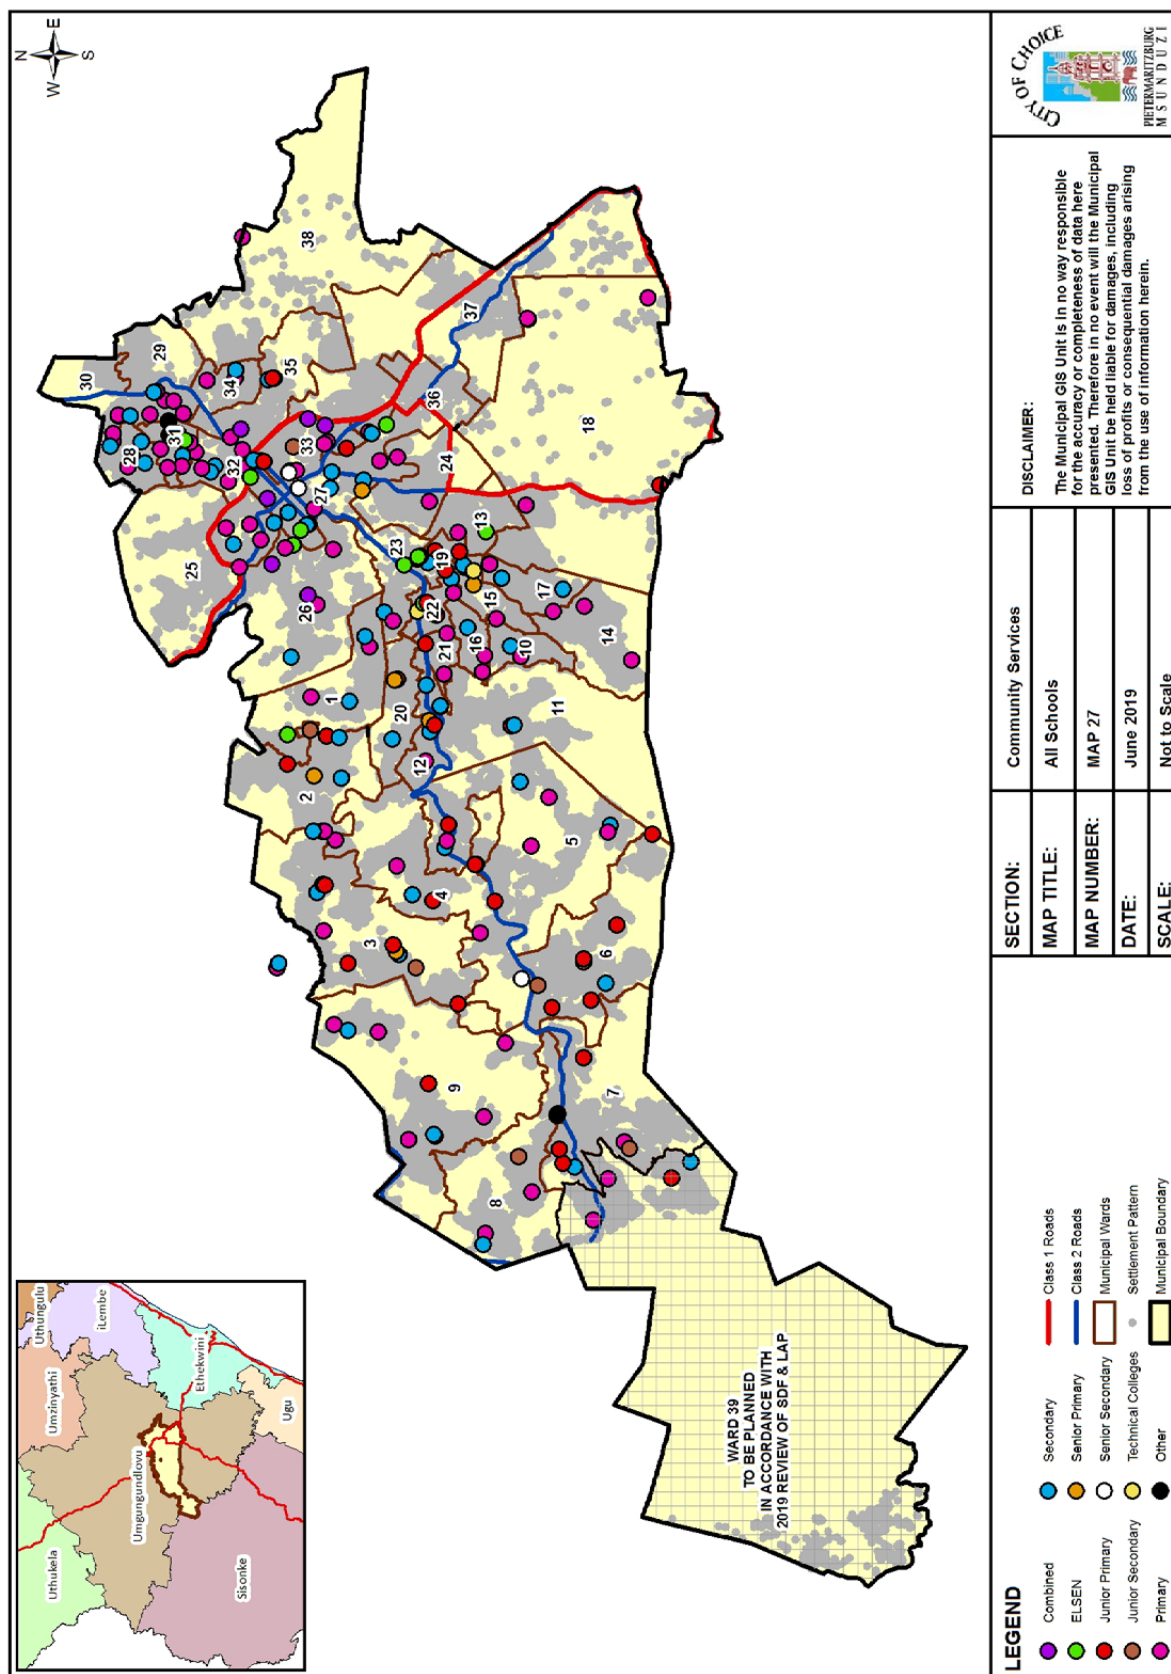 N
W
E
S
Uthukela
Umzinyathi
Uthungulu
iLembe
Umgungundlovu
Ethekwini
Ugu
Sisonke
1
2
3
4
5
6
7
8
9
10
11
12
13
14
15
16
17
18
19
20
21
22
23
24
25
26
27
28
29
30
31
32
33
34
35
36
37
38
WARD 39
TO BE PLANNED
IN ACCORDANCE WITH
2019 REVIEW OF SDF & LAP
LEGEND
Combined
ELSEN
Junior Primary
Junior Secondary
Primary
Secondary
Senior Primary
Senior Secondary
Technical Colleges
Other
Class 1 Roads
Class 2 Roads
Municipal Wards
Settlement Pattern
Municipal Boundary
SECTION: Community Services
MAP TITLE: All Schools
MAP NUMBER: MAP 27
DATE: June 2019
SCALE: Not to Scale
DISCLAIMER:
The Municipal GIS Unit is in no way responsible
for the accuracy or completeness of data here
presented. Therefore in no event will the Municipal
GIS Unit be held liable for damages, including
loss of profits or consequential damages arising
from the use of information herein.
CITY OF CHOICE
PIETERMARITZBURG
MSUNDUZI